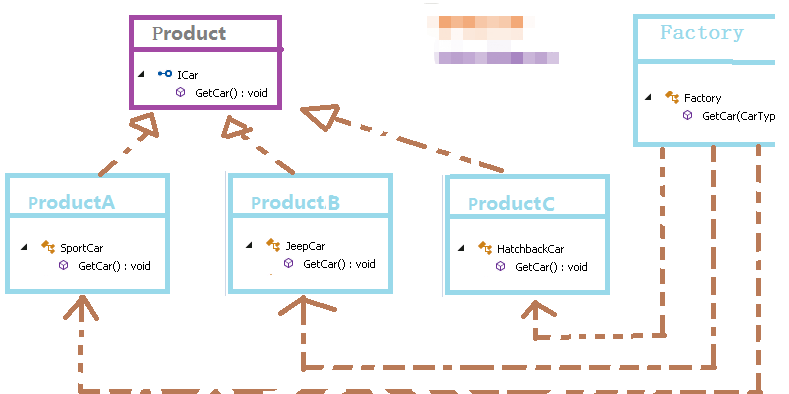 Product
ICar
GetCar() : void
Factory
Factory
GetCar(CarTyp
ProductA
SportCar
GetCar() : void
Product.B
JeepCar
GetCar() : void
ProductC
HatchbackCar
GetCar() : void